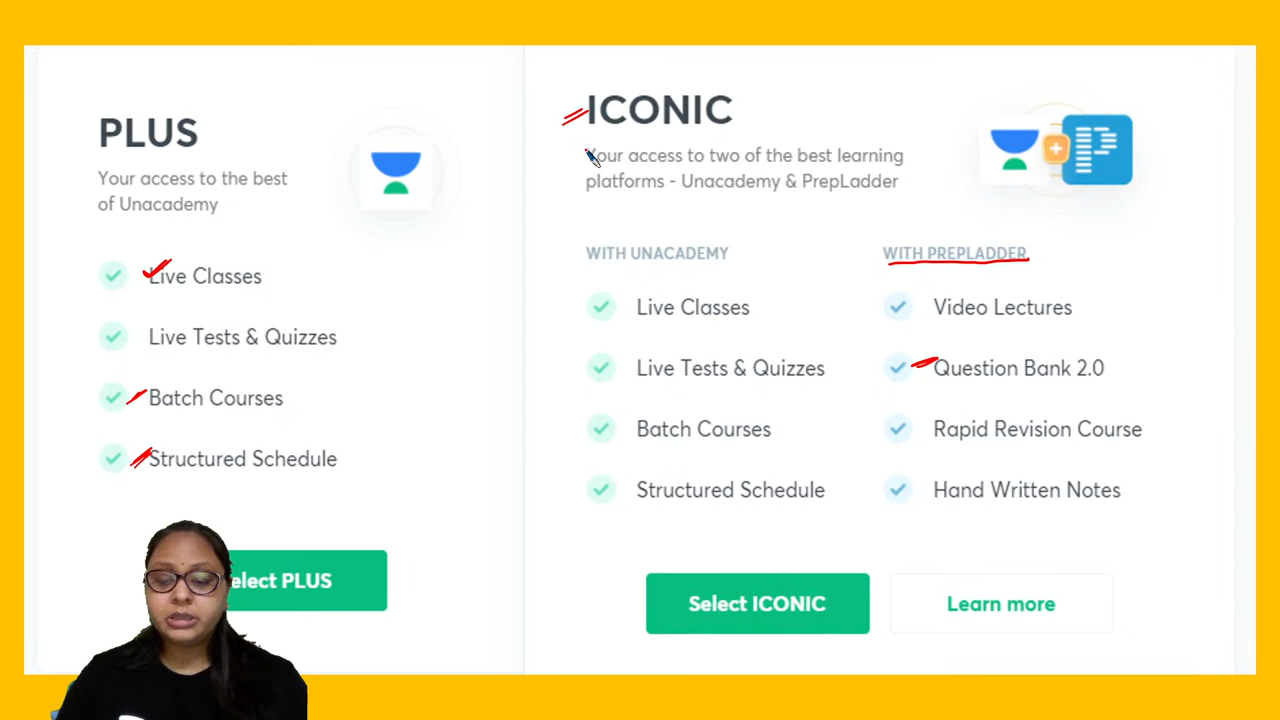 PLUS
Your access to the best
of Unacademy
Live Classes
Live Tests & Quizzes
Batch Courses
Structured Schedule
elect PLUS
ICONIC
Your access to two of the best learning
platforms - Unacademy & PrepLadder
WITH UNACADEMY
Live Classes
Live Tests & Quizzes
Batch Courses
Structured Schedule
WITH PREPLADDER
Video Lectures
Question Bank 2.0
Rapid Revision Course
Hand Written Notes
Select ICONIC
Learn more